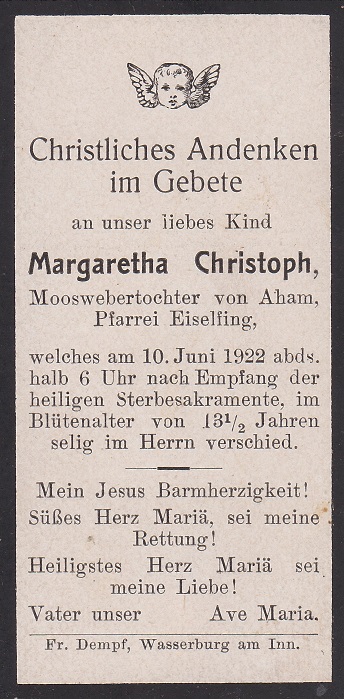 Christliches Andenken
im Gebete
an unser liebes Kind
Margaretha Christoph,
Mooswebertochter von Aham,
Pfarrei Eiselfing,
welches am 10. Juni 1922 abds.
halb 6 Uhr nach Empfang der
heiligen Sterbesakramente, im
Blütenalter von 13½ Jahren
selig im Herrn verschied.
Mein Jesus Barmherzigkeit!
Süßes Herz Mariä, sei meine
Rettung!
Heiligstes Herz Mariä sei
meine Liebe!
Vater unser Ave Maria.
Fr. Dempf, Wasserburg am Inn.